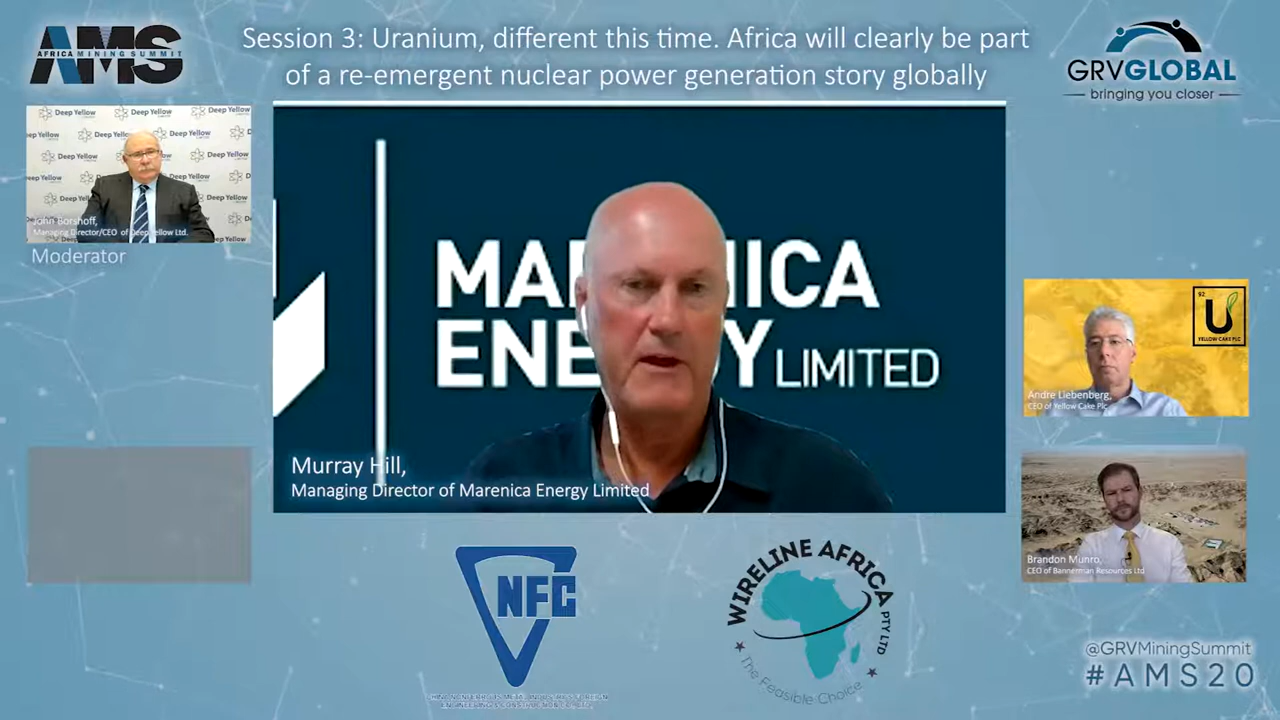 AMS
AFRICA MINING SUMMIT
Session 3: Uranium, different this time. Africa will clearly be part
of a re-emergent nuclear power generation story globally
GRVGLOBAL
bringing you closer
Deep Yellow
John Borshoff,
Managing Director/CEO of Deep Yellow Ltd.
Moderator
ENERGY LIMITED
Murray Hill,
Managing Director of Marenica Energy Limited
92
U
YELLOW CAKE PLC
Andre Liebenberg,
CEO of Yellow Cake Plc
Brandon Munro,
CEO of Bannerman Resources Ltd
NFC
WIRELINE AFRICA
PTY LTD
The Feasible Choice
@GRVMiningSummit
#AMS20